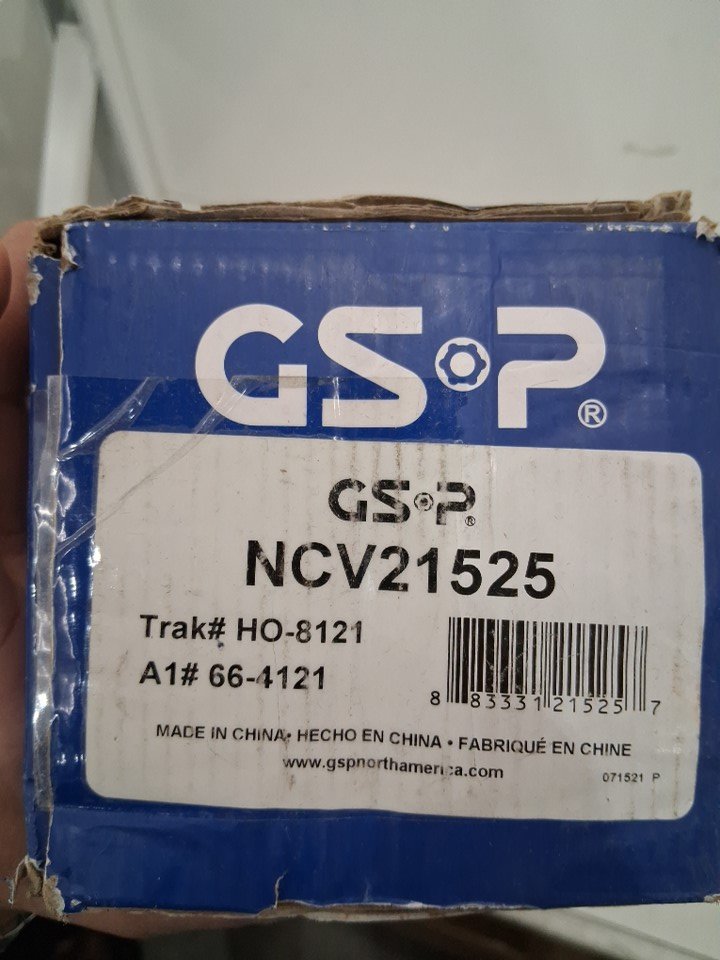 GSP®
GSP®
NCV21525
Trak# HO-8121
A1# 66-4121
8 83331 21525 7
MADE IN CHINA• HECHO EN CHINA • FABRIQUÉ EN CHINE
www.gspnorthamerica.com
071521 P